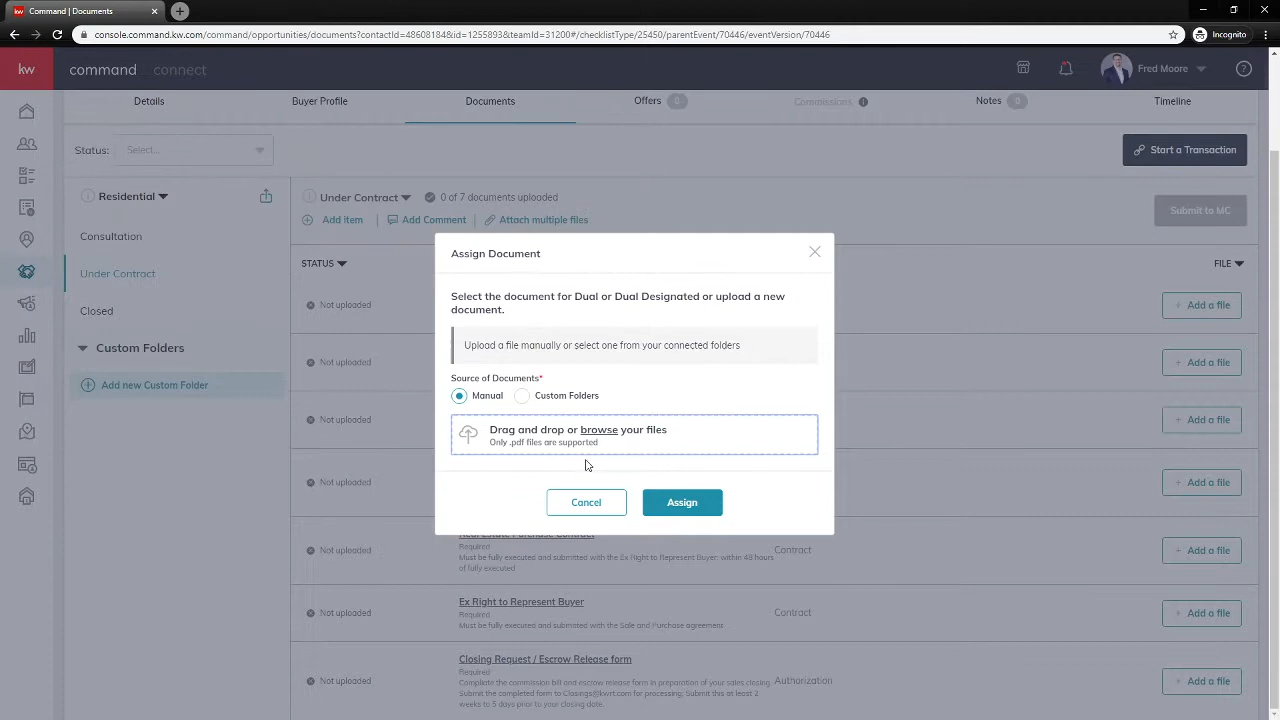 Command | Documents
console.command.kw.com/command/opportunities/documents?contactId=48608184&id=1255893&teamId=31200#/checklistType/25450/parentEvent/70446/eventVersion/70446
Incognito
kw
command
connect
Fred Moore
Details
Buyer Profile
Documents
Offers 0
Commissions
Notes 0
Timeline
Status:
Select...
Start a Transaction
Residential
Under Contract
0 of 7 documents uploaded
Add item
Add Comment
Attach multiple files
Submit to MC
Consultation
Under Contract
Closed
Custom Folders
Add new Custom Folder
STATUS
FILE
Not uploaded
+ Add a file
Not uploaded
+ Add a file
Not uploaded
+ Add a file
Not uploaded
+ Add a file
Assign Document
Select the document for Dual or Dual Designated or upload a new
document.
Upload a file manually or select one from your connected folders
Source of Documents*
Manual
Custom Folders
Drag and drop or browse your files
Only .pdf files are supported
Cancel
Assign
Real Estate Purchase Contract
Not uploaded
Required
Must be fully executed and submitted with the Ex Right to Represent Buyer: within 48 hours
of fully executed
Contract
+ Add a file
Ex Right to Represent Buyer
Not uploaded
Required
Must be fully executed and submitted with the Sale and Purchase agreement.
Contract
+ Add a file
Closing Request / Escrow Release form
Not uploaded
Required
Compliate the commission bill and escrow release form in preparation of your sales closing.
Submit the completed form to Closings@kwrt.com for processing; Submit this at least 2
weeks to 5 days prior to your closing date.
Authorization
+ Add a file